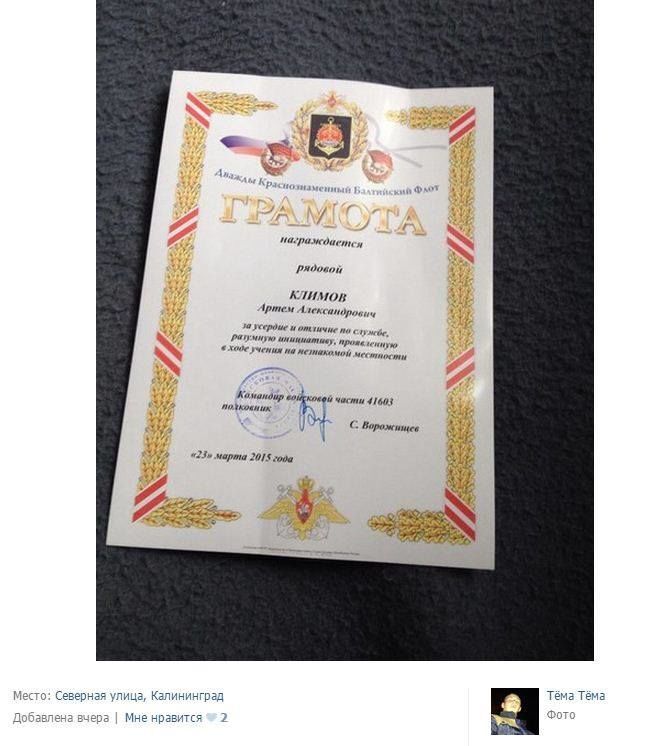 Дважды Краснознаменный Балтийский Флот
ГРАМОТА
награждается
рядовой
КЛИМОВ
Артем Александрович
за усердие и отличие по службе,
разумную инициативу, проявленную
в ходе учения на незнакомой местности
Командир войсковой части 41603
полковник
С. Ворожищев
«23» марта 2015 года
Место: Северная улица, Калининград
Добавлена вчера | Мне нравится 2
Тёма Тёма
Фото